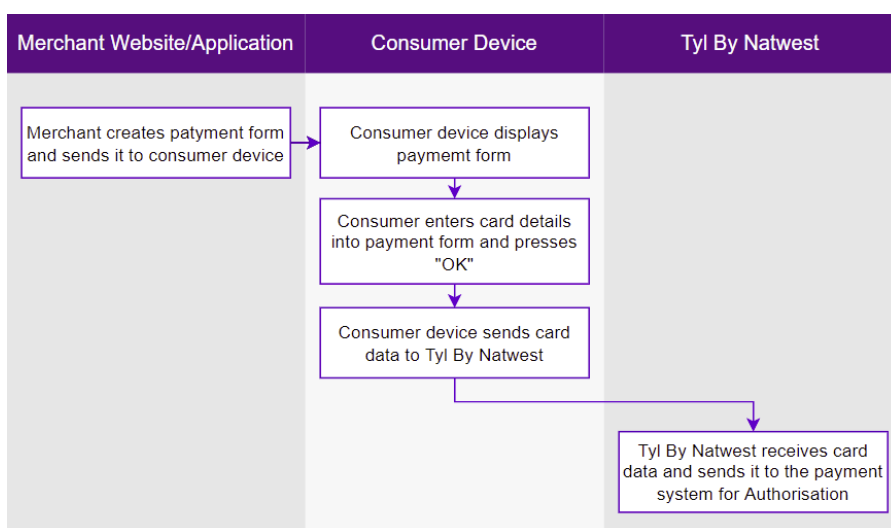 Merchant Website/Application
Consumer Device
Tyl By Natwest
Merchant creates patyment form
and sends it to consumer device
Consumer device displays
paymemt form
Consumer enters card details
into payment form and presses
"OK"
Consumer device sends card
data to Tyl By Natwest
Tyl By Natwest receives card
data and sends it to the payment
system for Authorisation